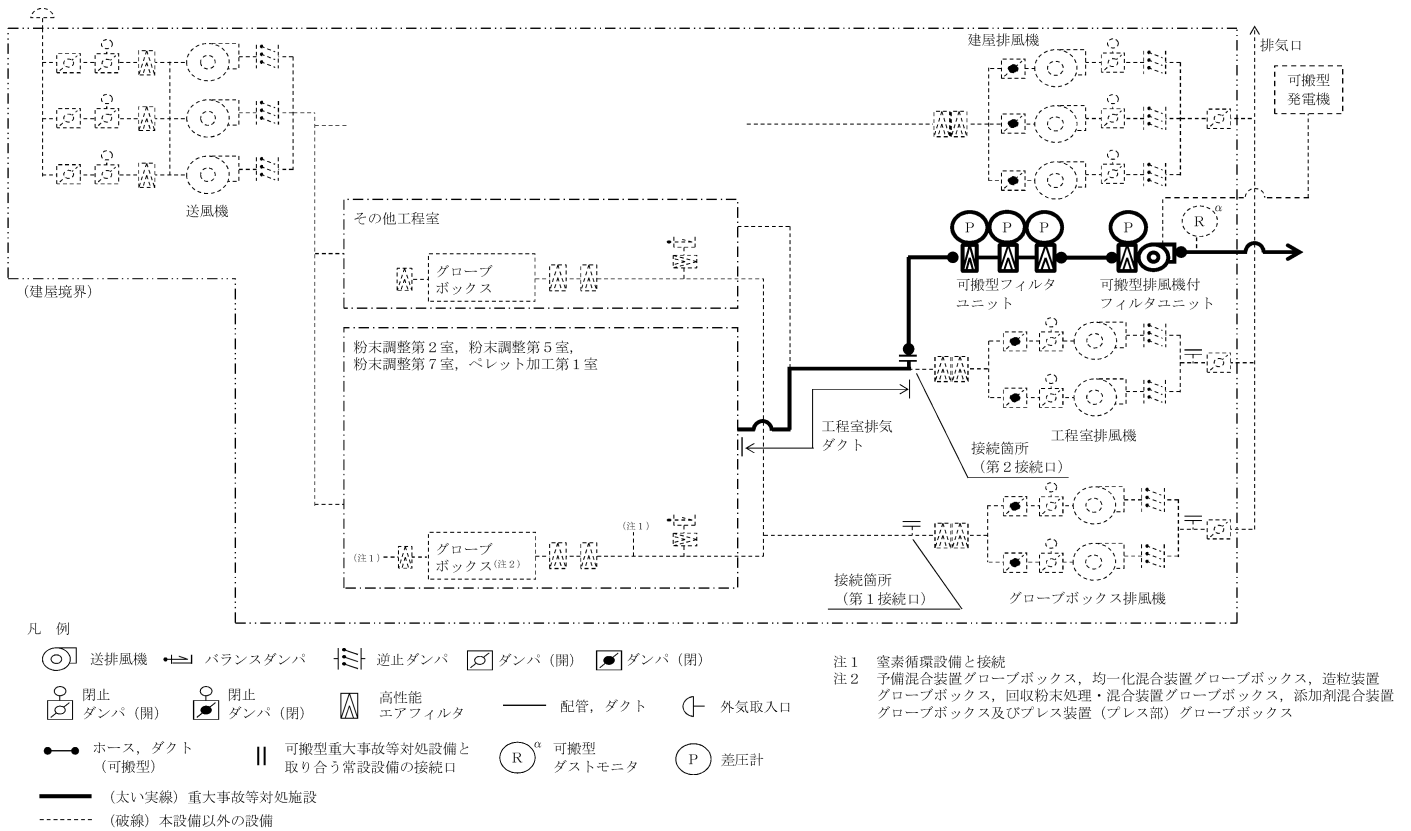 建屋排風機
排気口
可搬型
発電機
送風機
その他工程室
グローブ
ボックス
(建屋境界)
P
P
P
P
R
α
可搬型フィルタ
ユニット
可搬型排風機付
フィルタユニット
粉末調整第２室，粉末調整第５室，
粉末調整第７室，ペレット加工第１室
工程室排気
ダクト
工程室排風機
接続箇所
（第２接続口）
(注１)
(注１)
グローブ
ボックス(注２)
接続箇所
（第１接続口）
グローブボックス排風機
凡　例
送排風機
バランスダンパ
逆止ダンパ
ダンパ（開）
ダンパ（閉）
閉止
ダンパ（開）
閉止
ダンパ（閉）
高性能
エアフィルタ
配管，ダクト
外気取入口
ホース，ダクト
（可搬型）
可搬型重大事故等対処設備と
取り合う常設設備の接続口
R
α
可搬型
ダストモニタ
P
差圧計
（太い実線）重大事故等対処施設
（破線）本設備以外の設備
注１　窒素循環設備と接続
注２　予備混合装置グローブボックス，均一化混合装置グローブボックス，造粒装置
グローブボックス，回収粉末処理・混合装置グローブボックス，添加剤混合装置
グローブボックス及びプレス装置（プレス部）グローブボックス